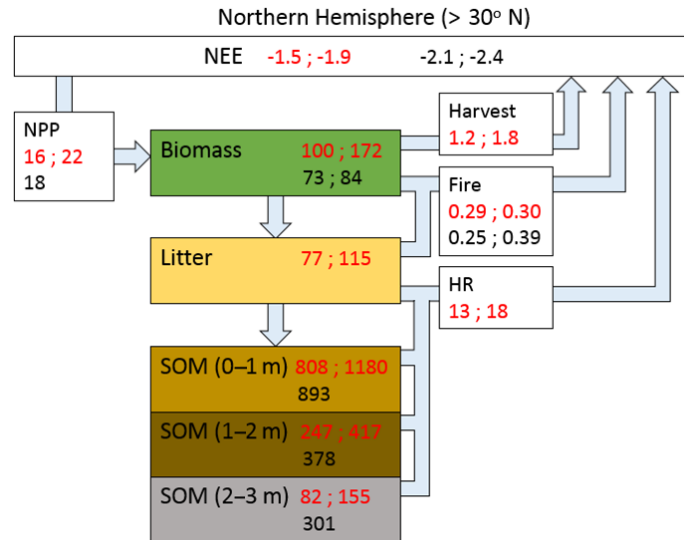 Northern Hemisphere (> 30° N)
NEE -1.5 ; -1.9 -2.1 ; -2.4
NPP
16 ; 22
18
Biomass 100 ; 172
73 ; 84
Harvest
1.2 ; 1.8
Fire
0.29 ; 0.30
0.25 ; 0.39
Litter 77 ; 115
HR
13 ; 18
SOM (0–1 m) 808 ; 1180
893
SOM (1–2 m) 247 ; 417
378
SOM (2–3 m) 82 ; 155
301